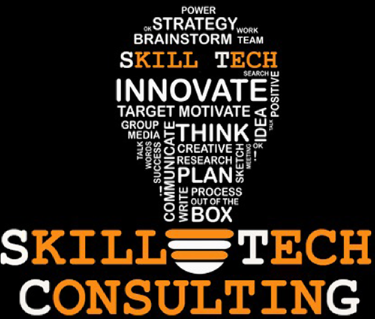 POWER
OK STRATEGY
BRAINSTORM WORK TEAM
SKILL TECH
SEARCH
INNOVATE
TARGET MOTIVATE
POSITIVE
IDEA
TALK
OK!
GROUP
MEDIA
THINK
TALK
WORDS
SUCCESS!
COMMUNICATE
CREATIVE
RESEARCH
SKETCH
MEETING
PLAN
WRITE
PROCESS
OUT OF THE
BOX
SKILL TECH
CONSULTING